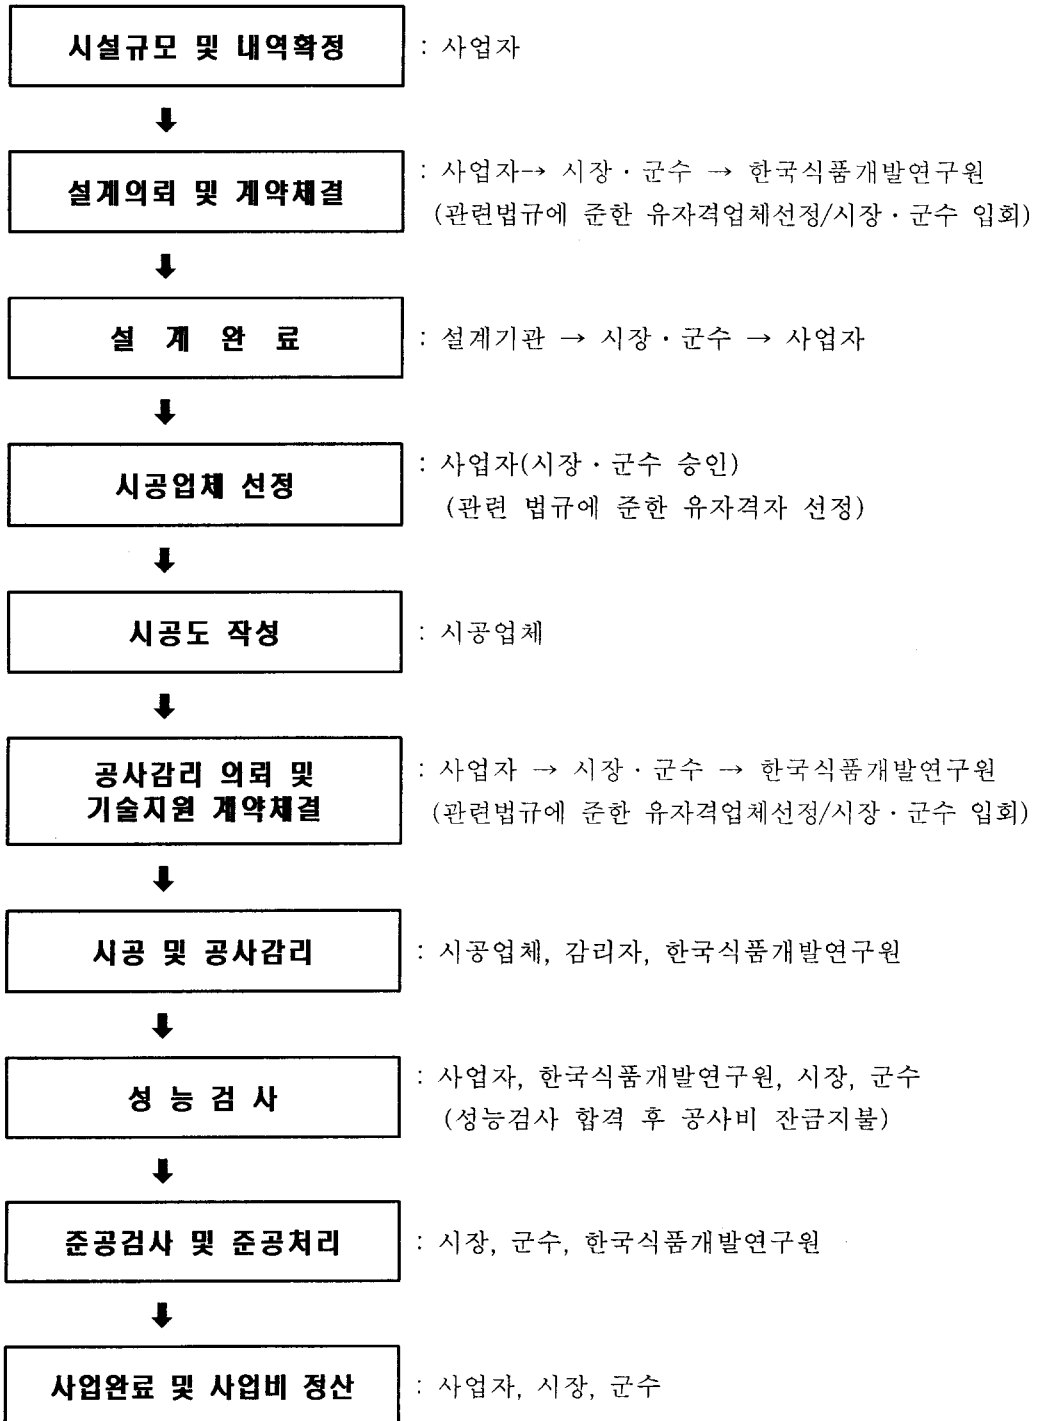 시설규모 및 내역확정 : 사업자
⬇
설계의뢰 및 계약체결 : 사업자→ 시장·군수 → 한국식품개발연구원
(관련법규에 준한 유자격업체선정/시장·군수 입회)
⬇
설 계 완 료 : 설계기관 → 시장·군수 → 사업자
⬇
시공업체 선정 : 사업자(시장·군수 승인)
(관련 법규에 준한 유자격자 선정)
⬇
시공도 작성 : 시공업체
⬇
공사감리 의뢰 및
기술지원 계약체결 : 사업자 → 시장·군수 → 한국식품개발연구원
(관련법규에 준한 유자격업체선정/시장·군수 입회)
⬇
시공 및 공사감리 : 시공업체, 감리자, 한국식품개발연구원
⬇
성 능 검 사 : 사업자, 한국식품개발연구원, 시장, 군수
(성능검사 합격 후 공사비 잔금지불)
⬇
준공검사 및 준공처리 : 시장, 군수, 한국식품개발연구원
⬇
사업완료 및 사업비 정산 : 사업자, 시장, 군수